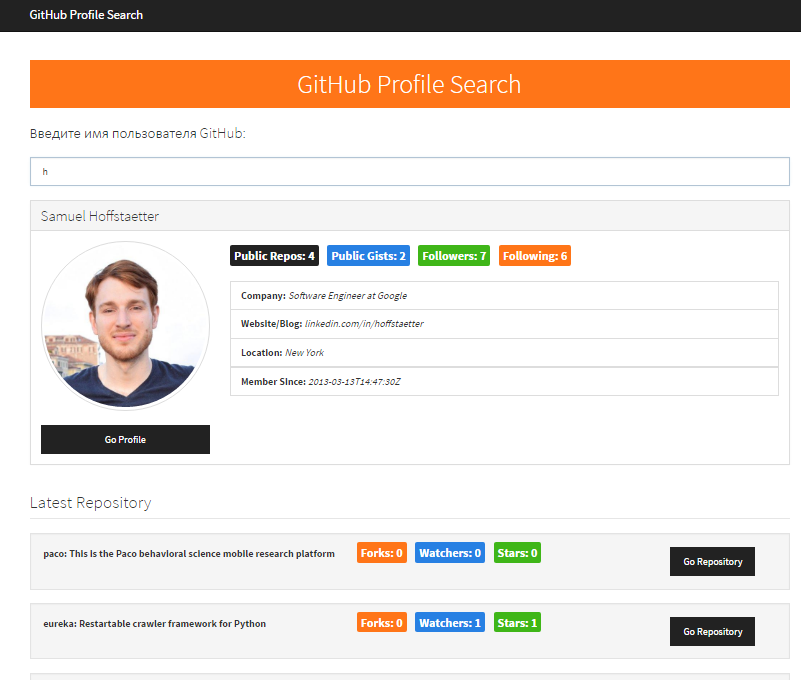 GitHub Profile Search
GitHub Profile Search
Введите имя пользователя GitHub:
h
Samuel Hoffstaetter
Public Repos: 4 Public Gists: 2 Followers: 7 Following: 6
Company: Software Engineer at Google
Website/Blog: linkedin.com/in/hoffstaetter
Location: New York
Member Since: 2013-03-13T14:47:30Z
Go Profile
Latest Repository
paco: This is the Paco behavioral science mobile research platform Forks: 0 Watchers: 0 Stars: 0 Go Repository
eureka: Restartable crawler framework for Python Forks: 0 Watchers: 1 Stars: 1 Go Repository